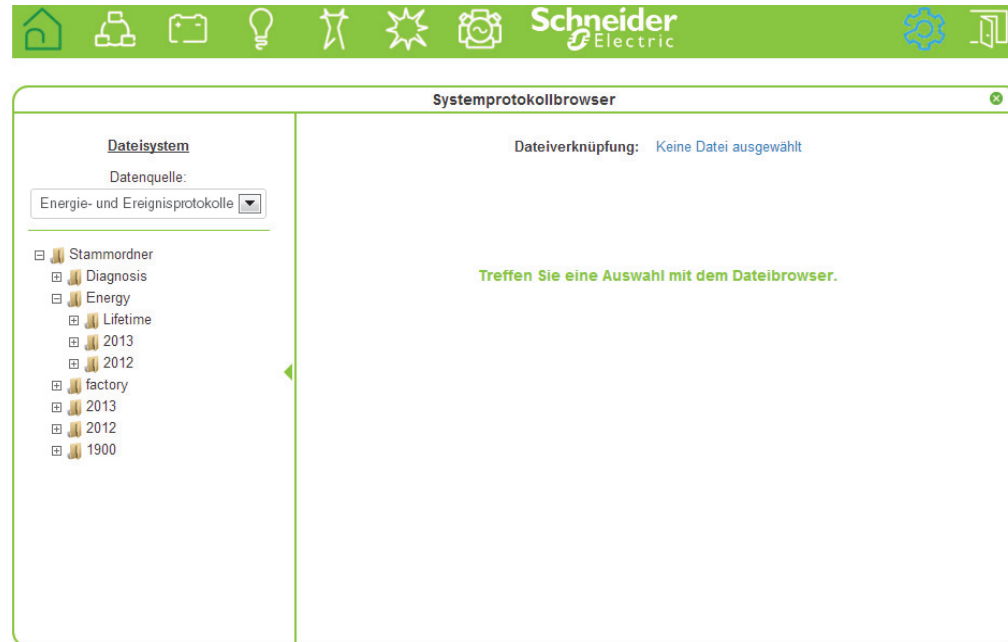 Schneider
Electric
Systemprotokollbrowser
Dateisystem
Datenquelle:
Energie- und Ereignisprotokolle
Stammordner
Diagnosis
Energy
Lifetime
2013
2012
factory
2013
2012
1900
Dateiverknüpfung: Keine Datei ausgewählt
Treffen Sie eine Auswahl mit dem Dateibrowser.